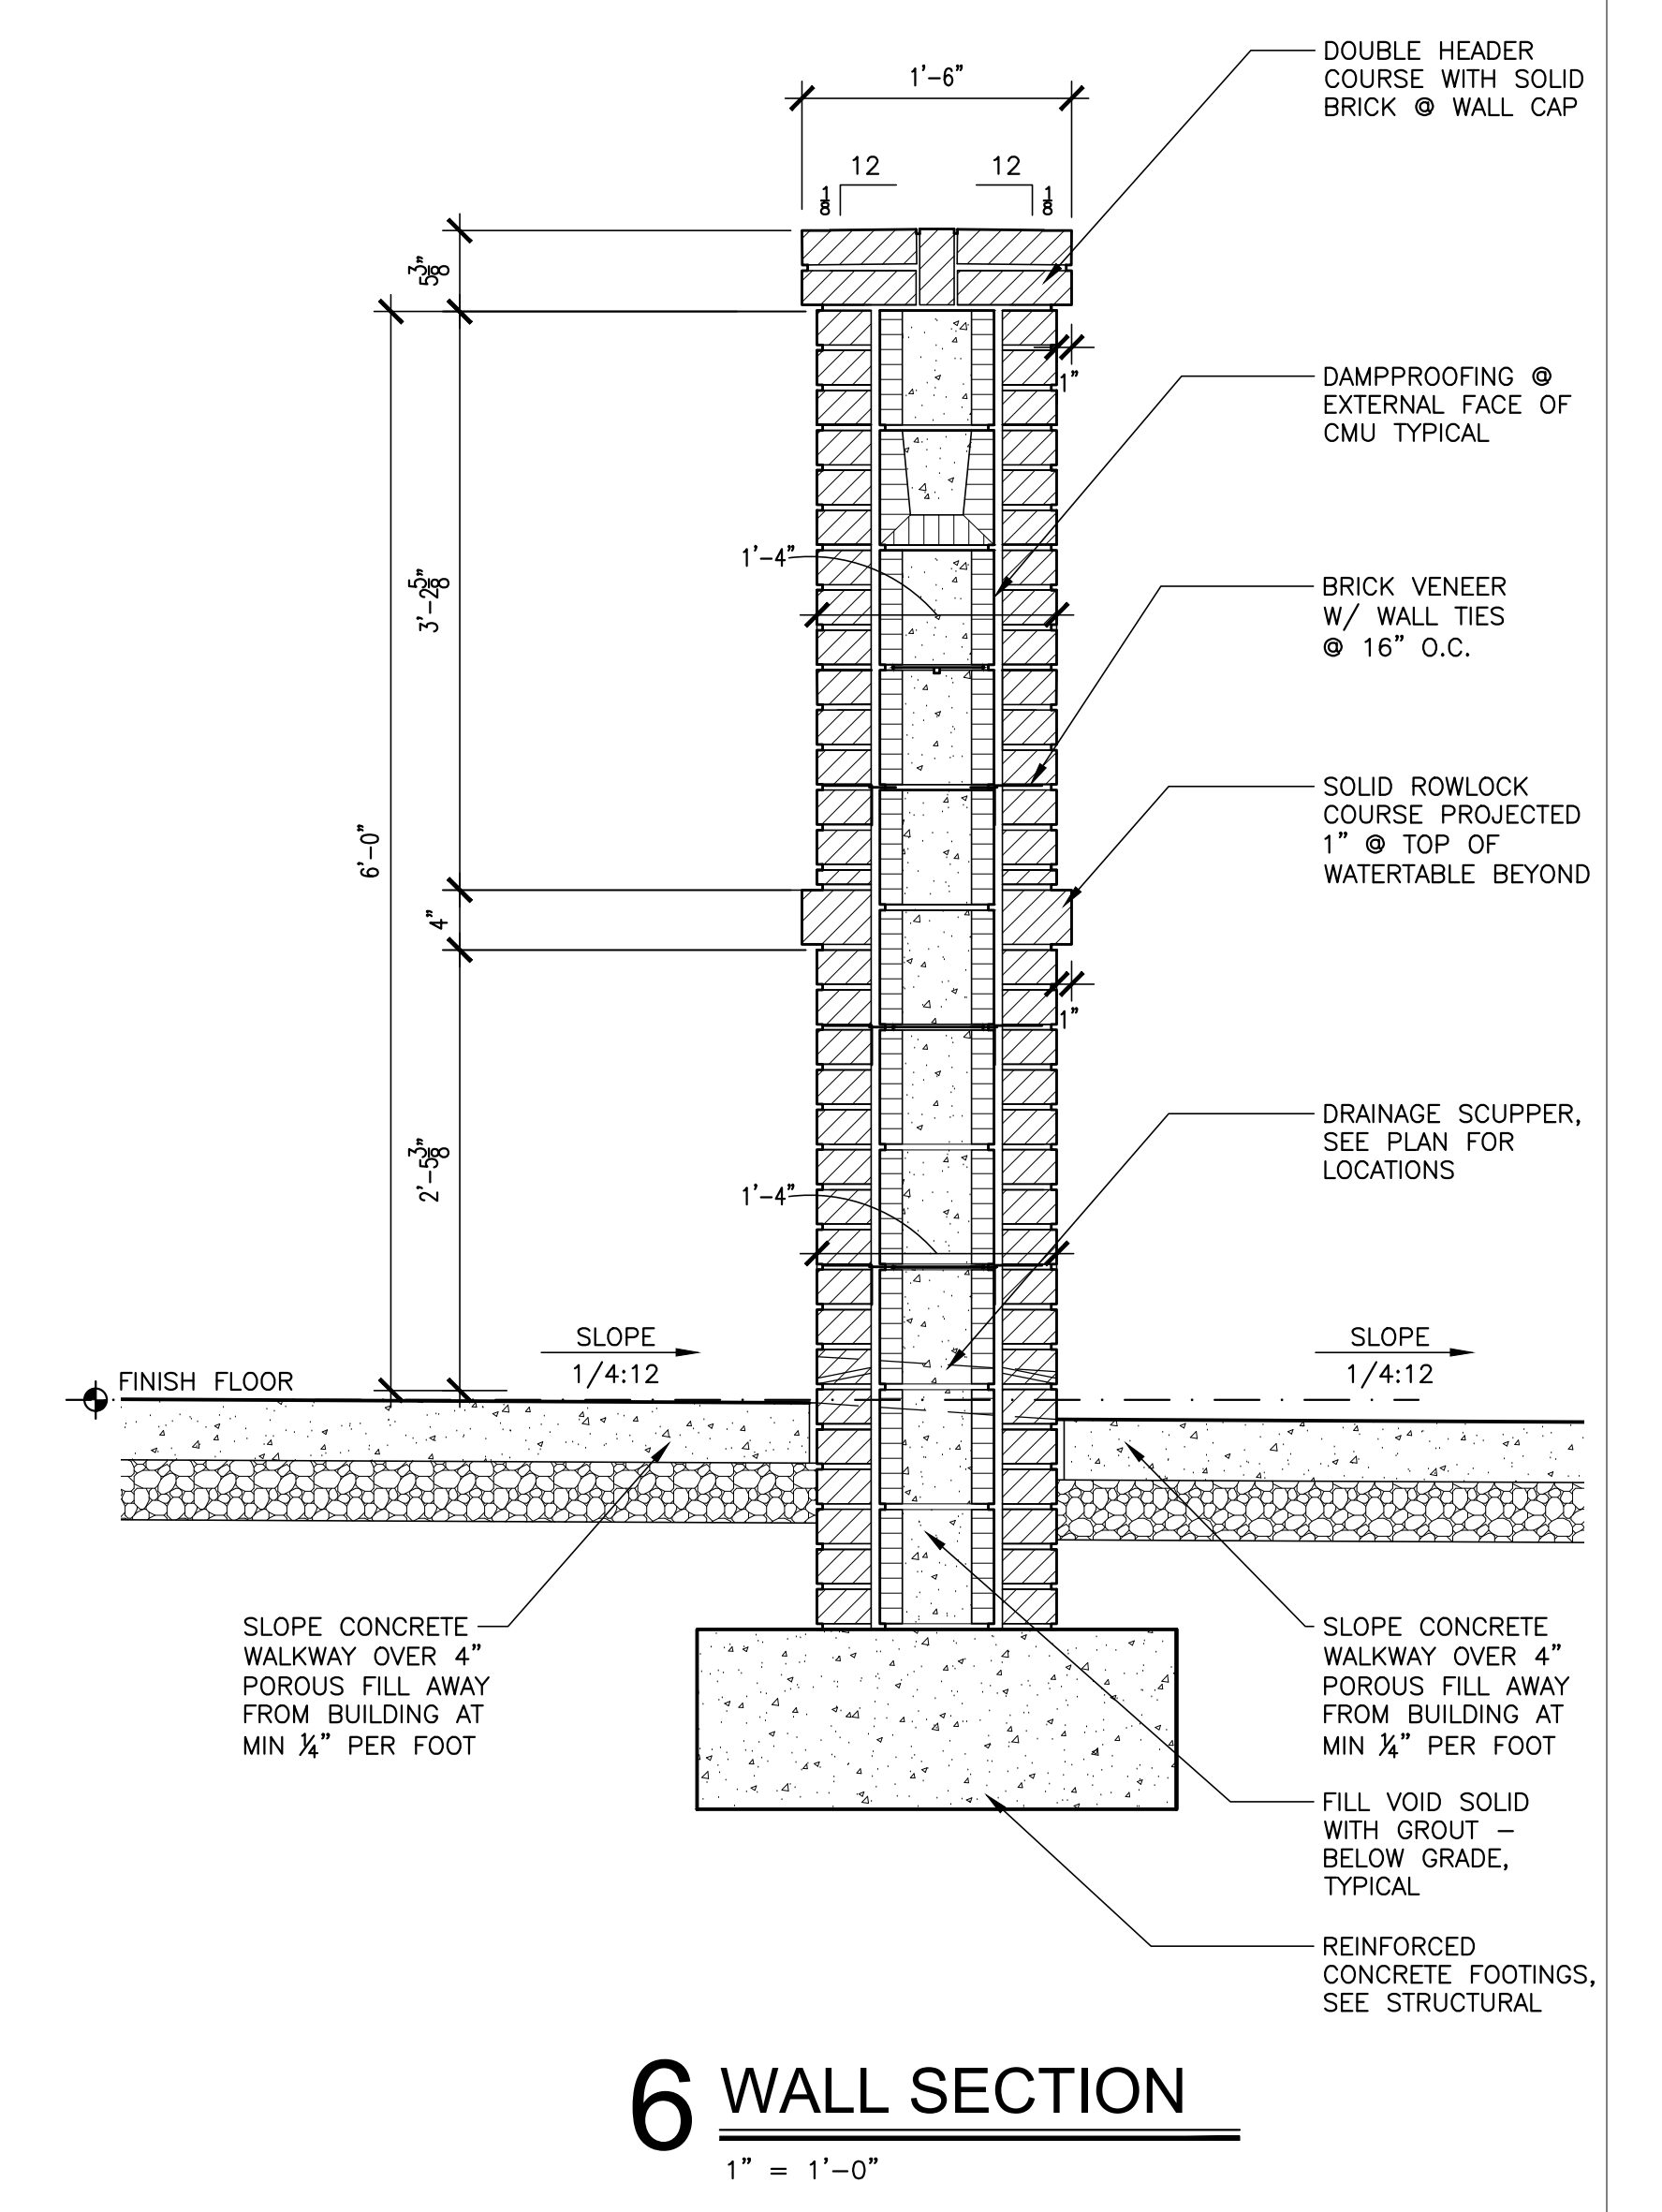 DOUBLE HEADER
COURSE WITH SOLID
BRICK @ WALL CAP
1'-6"
12
12
1/8
1/8
5 3/8"
1"
DAMPPROOFING @
EXTERNAL FACE OF
CMU TYPICAL
1'-4"
3'-2 5/8"
BRICK VENEER
W/ WALL TIES
@ 16" O.C.
SOLID ROWLOCK
COURSE PROJECTED
1" @ TOP OF
WATERTABLE BEYOND
6'-0"
4"
1"
DRAINAGE SCUPPER,
SEE PLAN FOR
LOCATIONS
2'-5 3/8"
1'-4"
SLOPE
1/4:12
SLOPE
1/4:12
FINISH FLOOR
SLOPE CONCRETE
WALKWAY OVER 4"
POROUS FILL AWAY
FROM BUILDING AT
MIN ¼" PER FOOT
SLOPE CONCRETE
WALKWAY OVER 4"
POROUS FILL AWAY
FROM BUILDING AT
MIN ¼" PER FOOT
FILL VOID SOLID
WITH GROUT –
BELOW GRADE,
TYPICAL
REINFORCED
CONCRETE FOOTINGS,
SEE STRUCTURAL
6 WALL SECTION
1" = 1'-0"